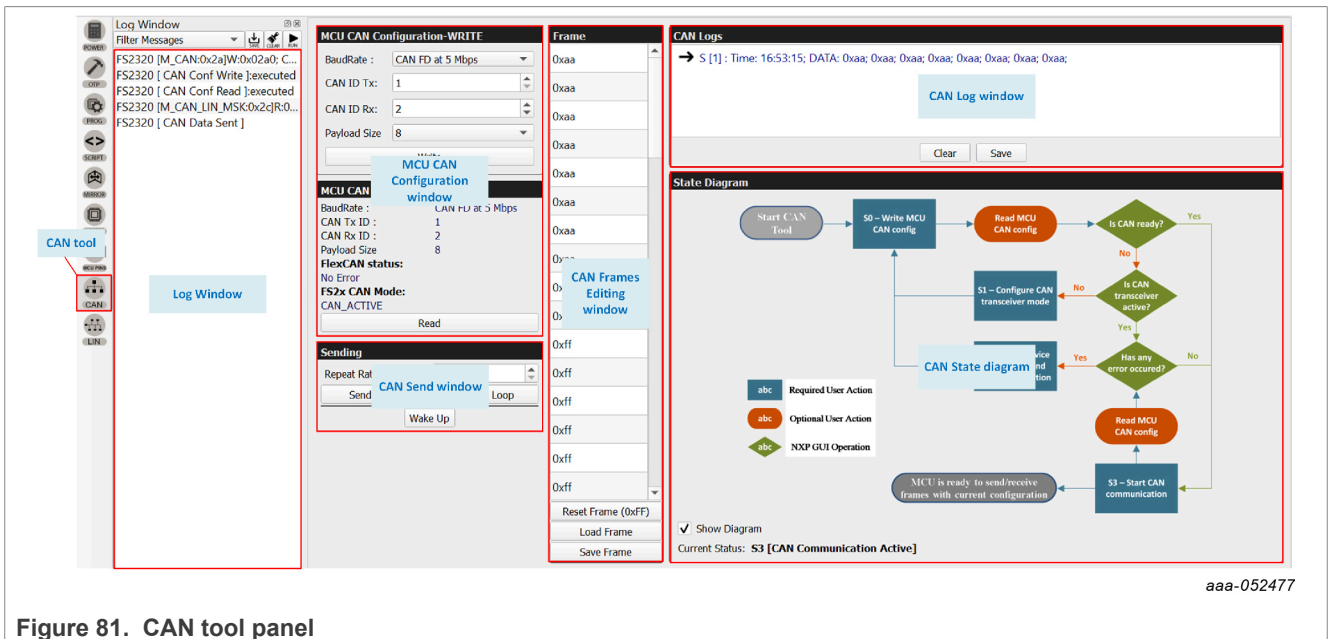 Log Window
Filter Messages
SAVE
CLEAR
RUN
FS2320 [M_CAN:0x2a]W:0x02a0; C...
FS2320 [ CAN Conf Write ]:executed
FS2320 [ CAN Conf Read ]:executed
FS2320 [M_CAN_LIN_MSK:0x2c]R:0...
FS2320 [ CAN Data Sent ]
Log Window
POWER
OTP
PROG
SCRIPT
MIRROR
CAN tool
MCU PINS
CAN
LIN
MCU CAN Configuration-WRITE
BaudRate : CAN FD at 5 Mbps
CAN ID Tx: 1
CAN ID Rx: 2
Payload Size 8
MCU CAN
Configuration
window
MCU CAN
BaudRate : CAN FD at 5 Mbps
CAN Tx ID : 1
CAN Rx ID : 2
Payload Size 8
FlexCAN status:
No Error
FS2x CAN Mode:
CAN_ACTIVE
Read
Sending
Repeat Rat
CAN Send window
Send
Loop
Wake Up
Frame
0xaa
0xaa
0xaa
0xaa
0xaa
0xaa
0xaa
CAN Frames
Editing
window
0xff
0xff
0xff
0xff
0xff
0xff
Reset Frame (0xFF)
Load Frame
Save Frame
CAN Logs
S [1] : Time: 16:53:15; DATA: 0xaa; 0xaa; 0xaa; 0xaa; 0xaa; 0xaa; 0xaa; 0xaa;
CAN Log window
Clear
Save
State Diagram
Start CAN
Tool
S0 – Write MCU
CAN config
Read MCU
CAN config
Is CAN ready?
Yes
No
S1 – Configure CAN
transceiver mode
No
Is CAN
transceiver
active?
Yes
CAN State diagram
vice
nd
tion
Yes
Has any
error occured?
No
abc Required User Action
abc Optional User Action
abc NXP GUI Operation
Read MCU
CAN config
MCU is ready to send/receive
frames with current configuration
S3 – Start CAN
communication
Show Diagram
Current Status: S3 [CAN Communication Active]
aaa-052477
Figure 81. CAN tool panel